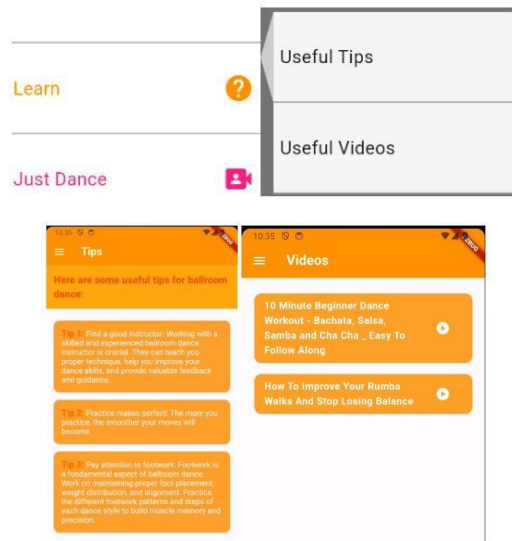 Learn
Just Dance
Useful Tips
Useful Videos
10:35
Tips
Here are some useful tips for ballroom
dance:
Tip 1: Find a good instructor: Working with a
skilled and experienced ballroom dance
instructor is crucial. They can teach you
proper technique, help you improve your
dance skills, and provide valuable feedback
and guidance.
Tip 2: Practice makes perfect: The more you
practice, the smoother your moves will
become.
Tip 3: Pay attention to footwork: Footwork is
a fundamental aspect of ballroom dance.
Work on maintaining proper foot placement,
weight distribution, and alignment. Practice
the different footwork patterns and steps of
each dance style to build muscle memory and
precision.
10:35
DEBUG
Videos
10 Minute Beginner Dance
Workout - Bachata, Salsa,
Samba and Cha Cha _ Easy To
Follow Along
How To Improve Your Rumba
Walks And Stop Losing Balance